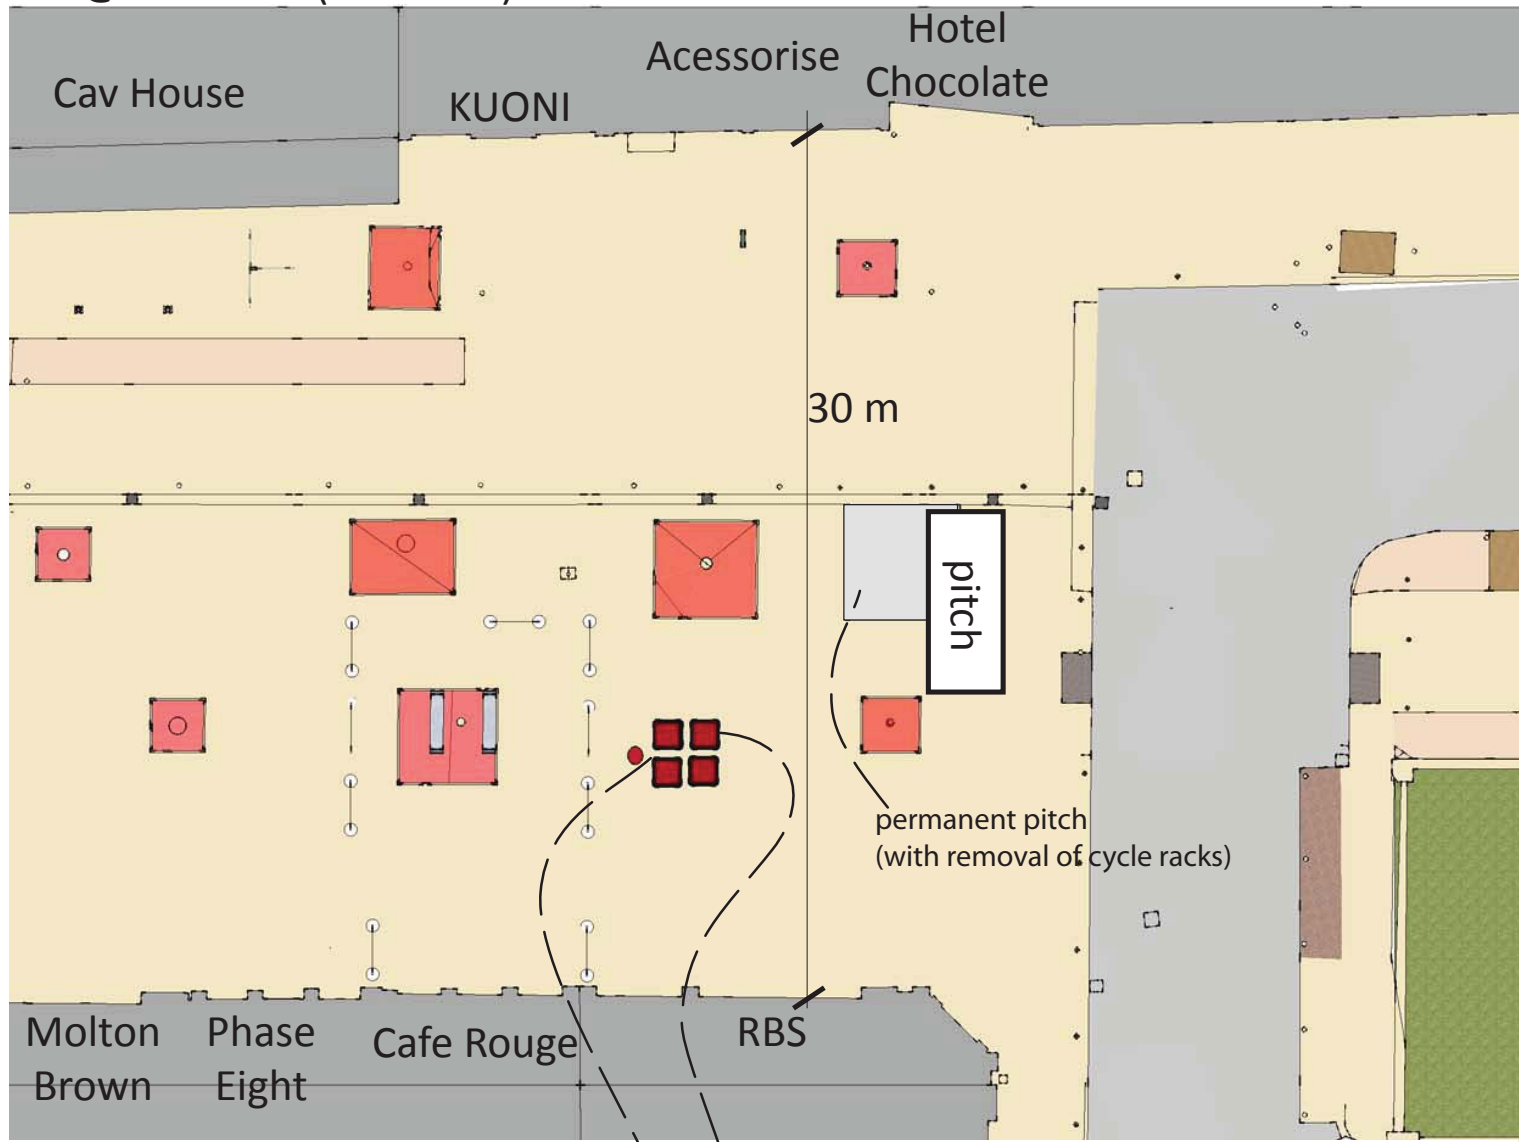 Hotel
Acessorise
Chocolate
Cav House
KUONI
30 m
pitch
permanent pitch
(with removal of cycle racks)
Molton
Brown
Phase
Eight
Cafe Rouge
RBS